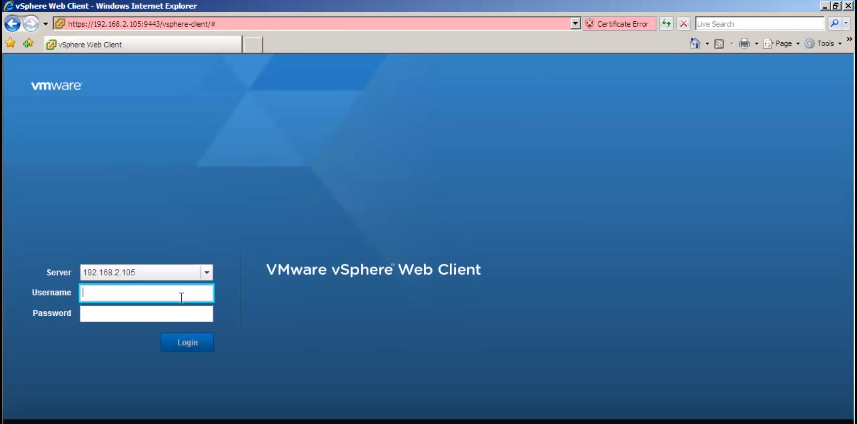 vSphere Web Client - Windows Internet Explorer
https://192.168.2.105:9443/vsphere-client/#
Certificate Error
Live Search
vSphere Web Client
Page
Tools
vmware
Server 192.168.2.105
VMware vSphere™ Web Client
Username
Password
Login